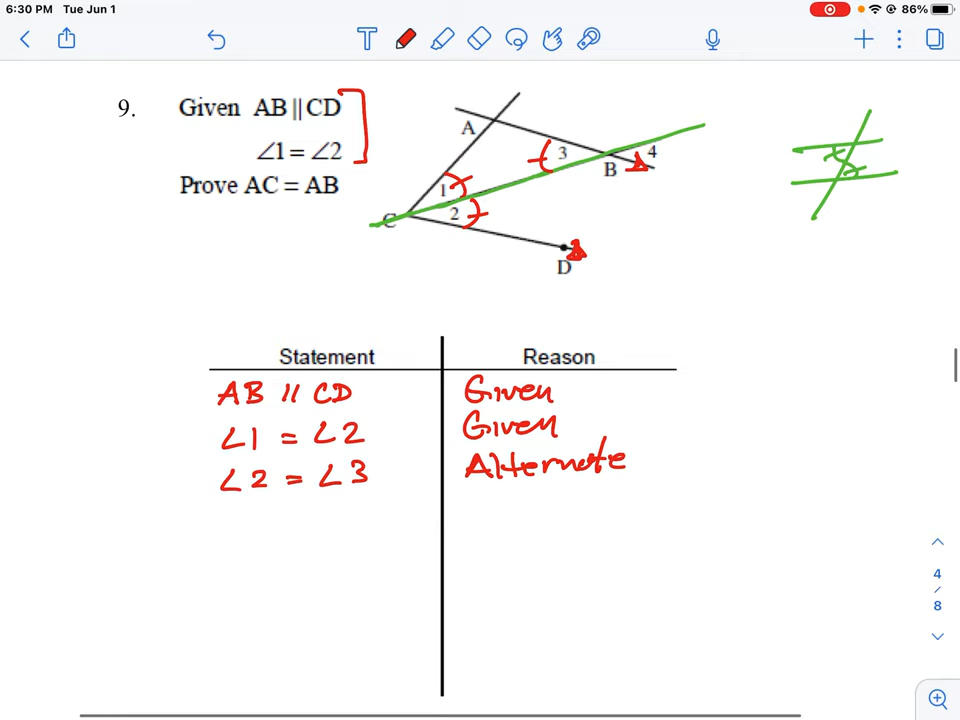 6:30 PM Tue Jun 1
86%
9. Given AB || CD
∠1 = ∠2
Prove AC = AB
A
3
4
B
1
2
C
D
Statement Reason
AB // CD Given
∠1 = ∠2 Given
∠2 = ∠3 Alternate
4
/
8